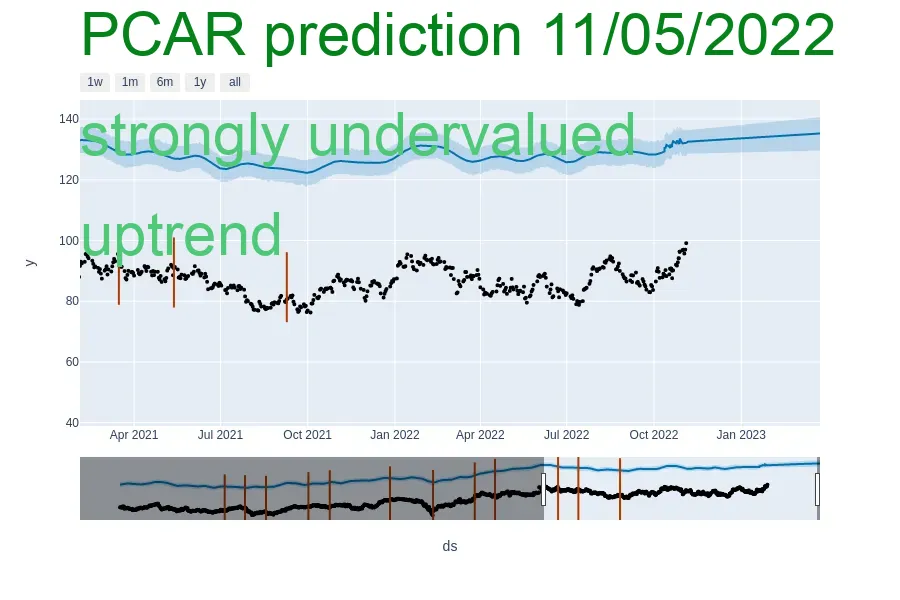 PCAR prediction 11/05/2022
1w 1m 6m 1y all
140
strongly undervalued
120
uptrend
100
y
80
60
40
Apr 2021 Jul 2021 Oct 2021 Jan 2022 Apr 2022 Jul 2022 Oct 2022 Jan 2023
ds